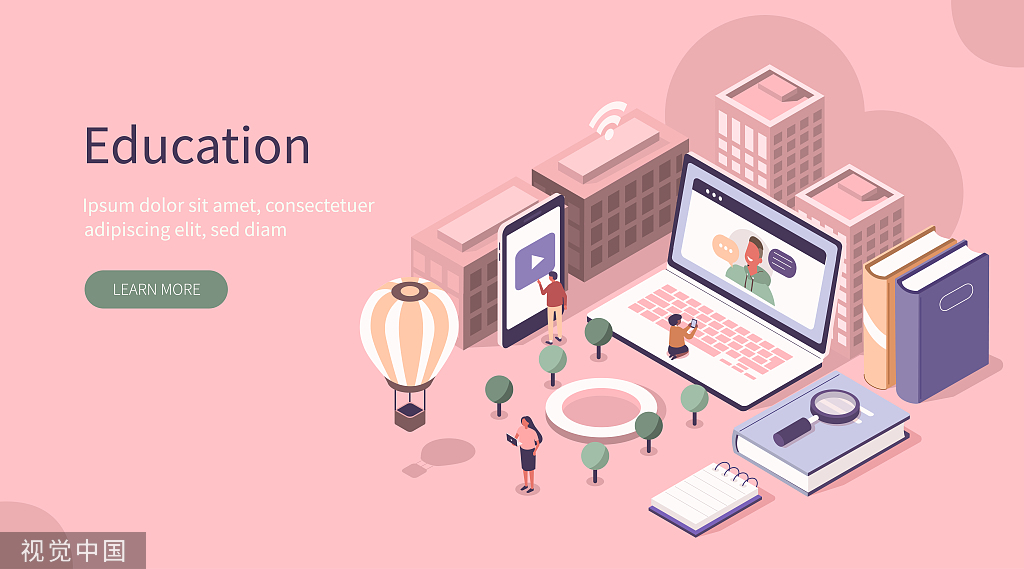 Education
Ipsum dolor sit amet, consectetuer
adipiscing elit, sed diam
LEARN MORE
视觉中国